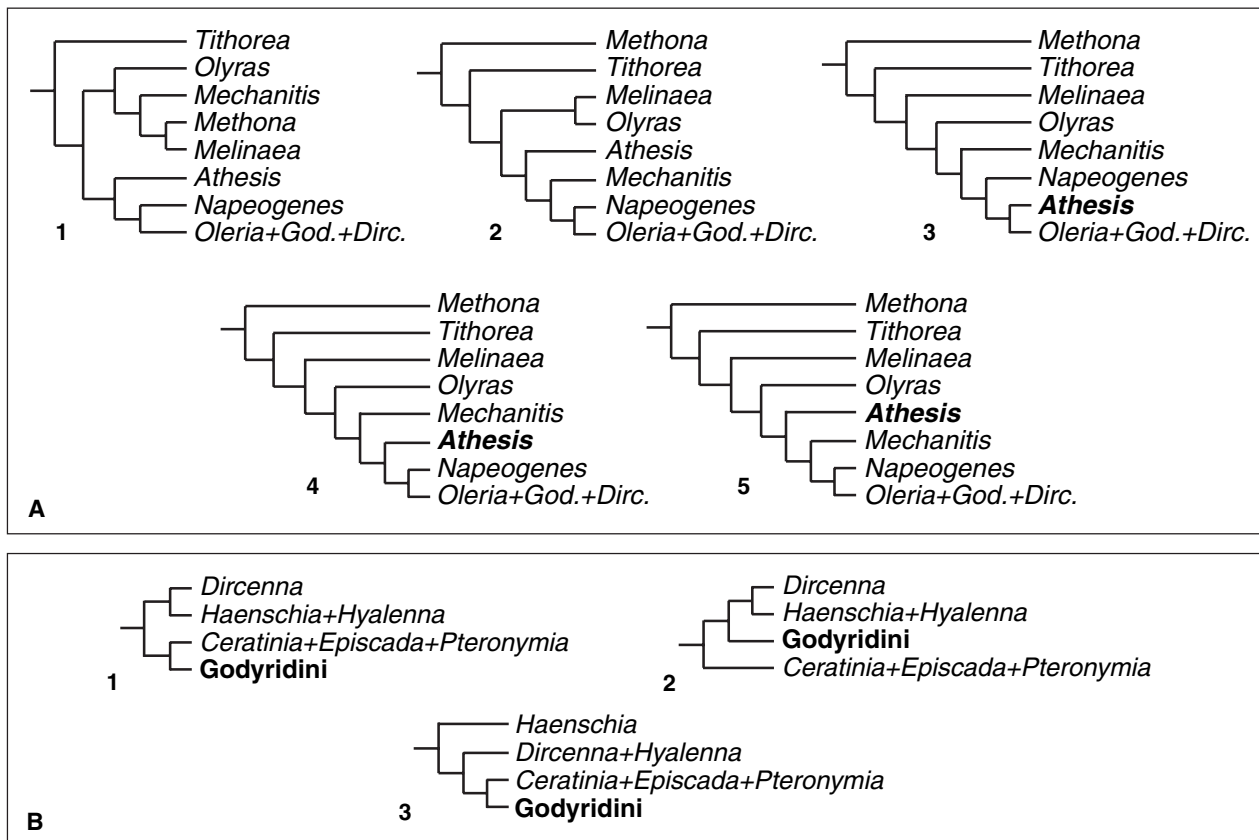 Tithorea
Olyras
Mechanitis
Methona
Melinaea
Athesis
Napeogenes
Oleria+God.+Dirc.
1
Methona
Tithorea
Melinaea
Olyras
Athesis
Mechanitis
Napeogenes
Oleria+God.+Dirc.
2
Methona
Tithorea
Melinaea
Olyras
Mechanitis
Napeogenes
Athesis
Oleria+God.+Dirc.
3
Methona
Tithorea
Melinaea
Olyras
Mechanitis
Athesis
Napeogenes
Oleria+God.+Dirc.
4
Methona
Tithorea
Melinaea
Olyras
Athesis
Mechanitis
Napeogenes
Oleria+God.+Dirc.
5
A
Dircenna
Haenschia+Hyalenna
Ceratinia+Episcada+Pteronymia
Godyridini
1
Dircenna
Haenschia+Hyalenna
Godyridini
Ceratinia+Episcada+Pteronymia
2
Haenschia
Dircenna+Hyalenna
Ceratinia+Episcada+Pteronymia
Godyridini
3
B